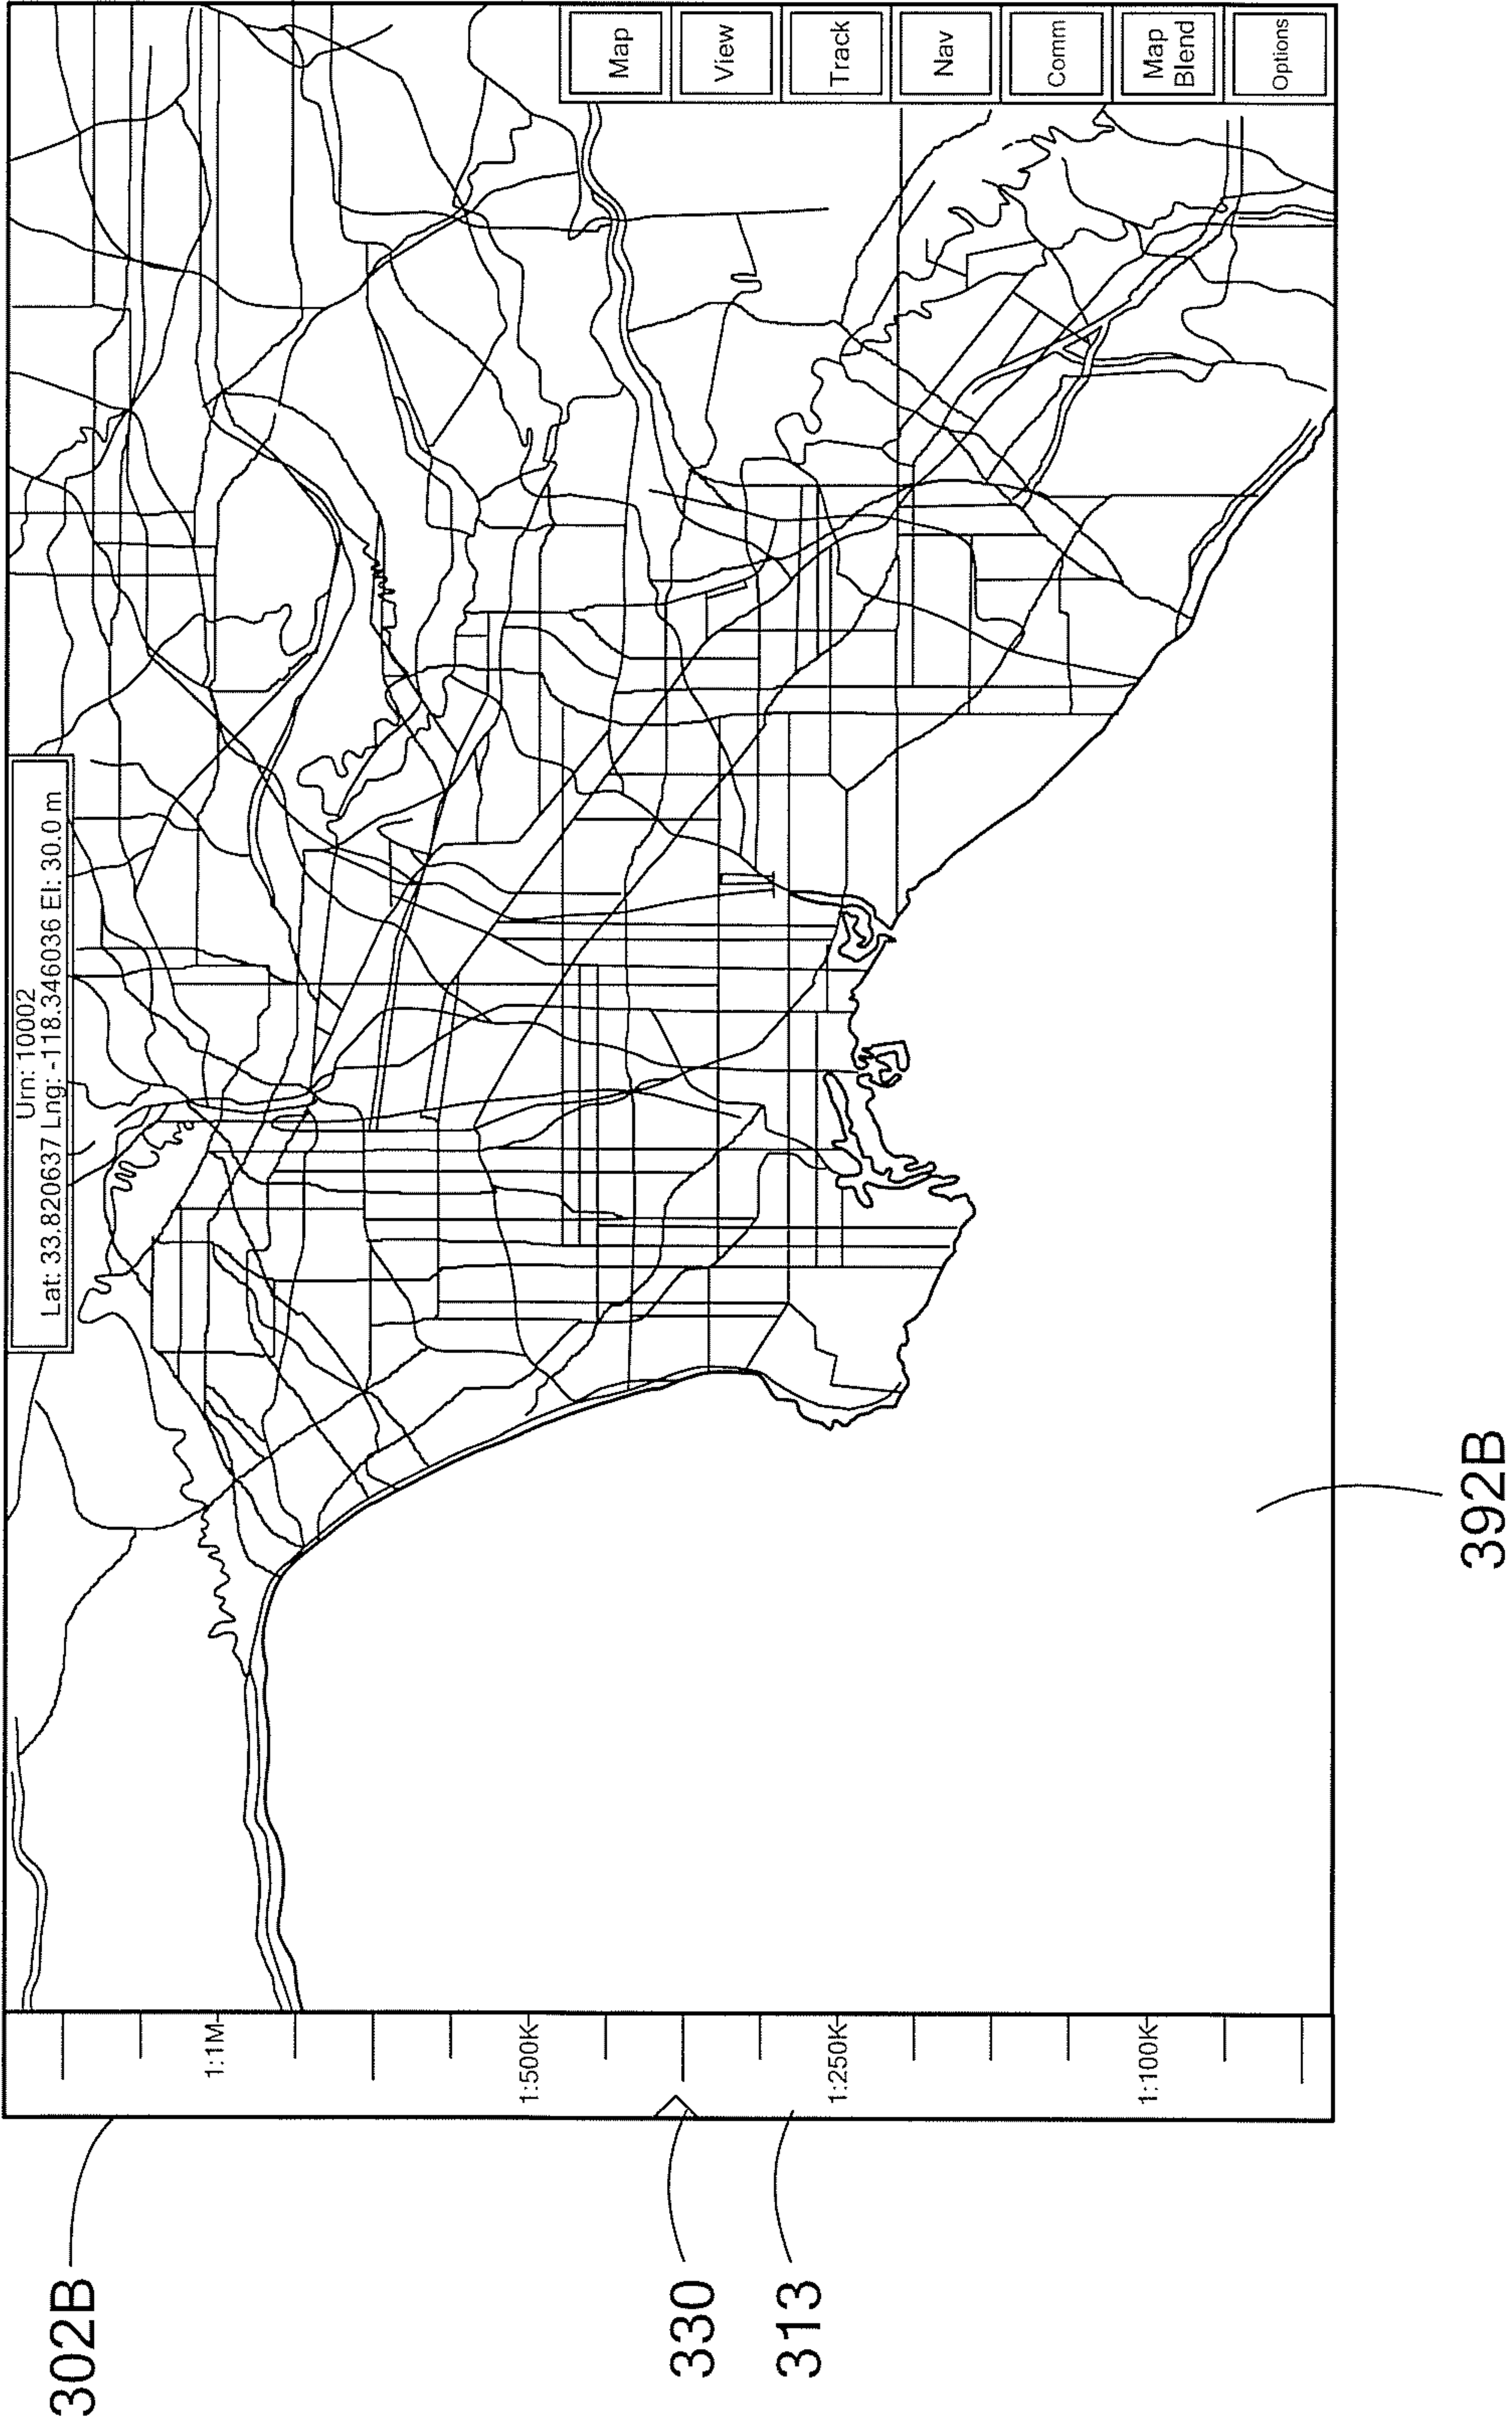 Urn: 10002
Lat: 33.820637 Lng: -118.346036 El: 30.0 m
1:1M
1:500K
1:250K
1:100K
Map
View
Track
Nav
Comm
Map
Blend
Options
302B
330
313
392B